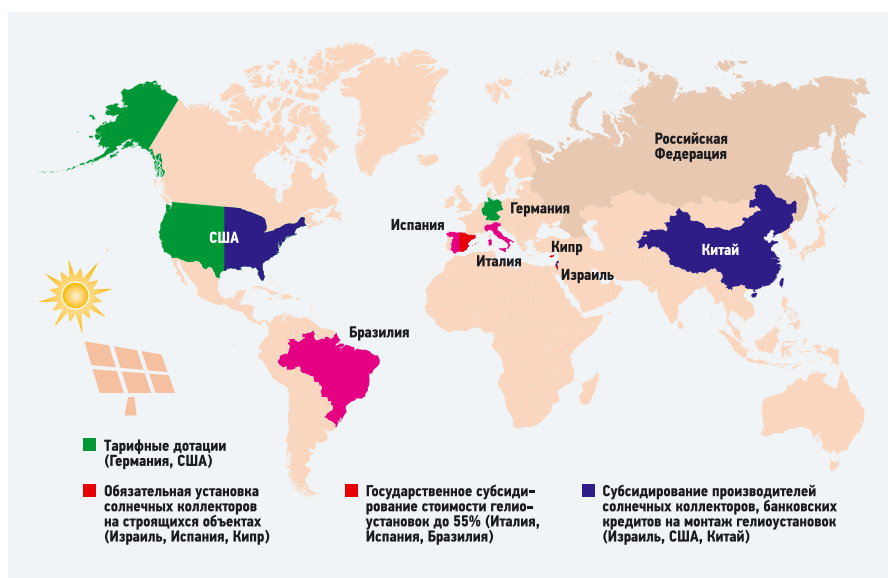 Российская
Федерация
Германия
Испания
США
Кипр
Китай
Италия
Израиль
Бразилия
Тарифные дотации
(Германия, США)
Обязательная установка
солнечных коллекторов
на строящихся объектах
(Израиль, Испания, Кипр)
Государственное субсиди–
рование стоимости гелио–
установок до 55% (Италия,
Испания, Бразилия)
Субсидирование производителей
солнечных коллекторов, банковских
кредитов на монтаж гелиоустановок
(Израиль, США, Китай)